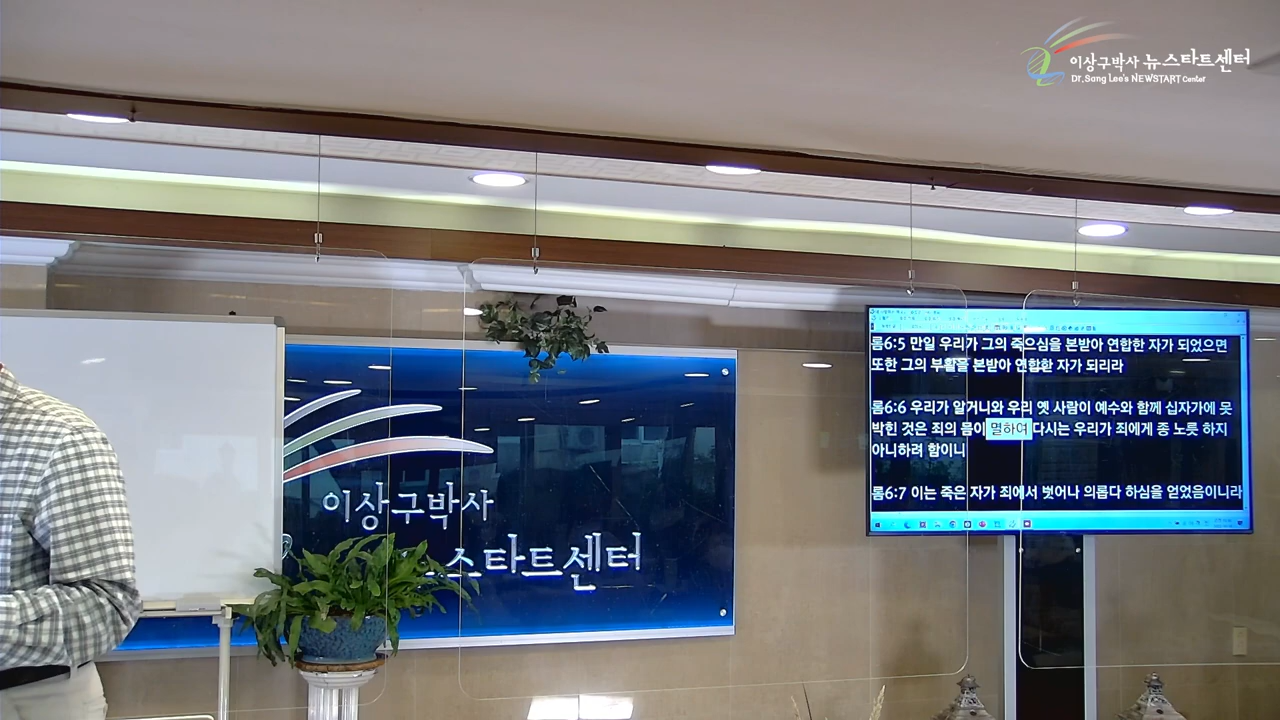 이상구박사 뉴스타트센터
Dr. Sang Lee's NEWSTART Center
롬6:5 만일 우리가 그의 죽으심을 본받아 연합한 자가 되었으면
또한 그의 부활을 본받아 연합한 자가 되리라
롬6:6 우리가 알거니와 우리 옛 사람이 예수와 함께 십자가에 못
박힌 것은 죄의 몸이 멸하여 다시는 우리가 죄에게 종 노릇 하지
아니하려 함이니
롬6:7 이는 죽은 자가 죄에서 벗어나 의롭다 하심을 얻었음이니라
이상구박사
스타트센터